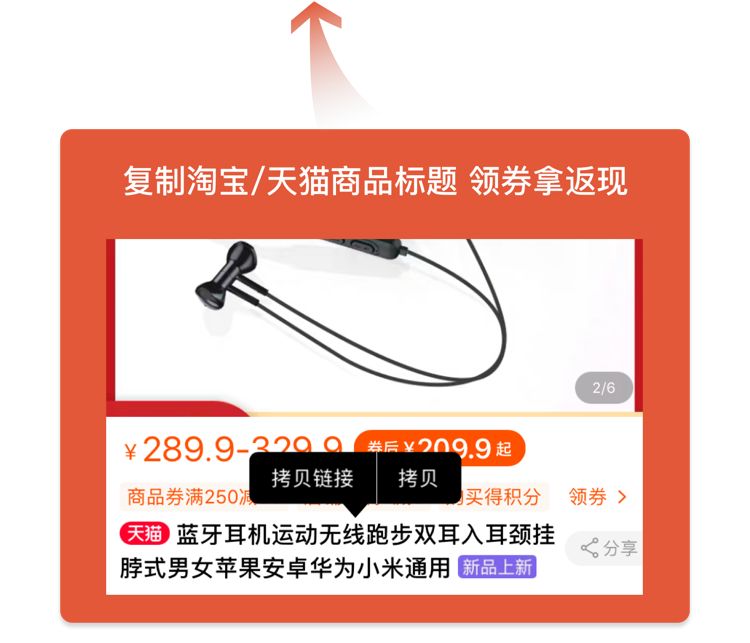 复制淘宝/天猫商品标题 领券拿返现
2/6
¥289.9-329.9 券后¥209.9起
拷贝链接 拷贝
商品券满250减 购买得积分 领券 >
天猫 蓝牙耳机运动无线跑步双耳入耳颈挂
分享
脖式男女苹果安卓华为小米通用 新品上新